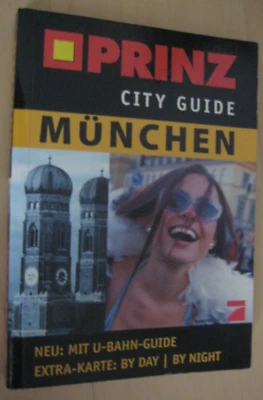 PRINZ
CITY GUIDE
MÜNCHEN
NEU: MIT U-BAHN-GUIDE
EXTRA-KARTE: BY DAY | BY NIGHT